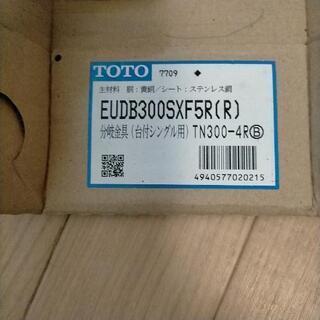 TOTO 7709 ◆
主材料 胴：黄銅／シート：ステンレス鋼
EUDB300SXF5R(R)
分岐金具(台付シングル用)TN300-4RⒷ
4940577020215